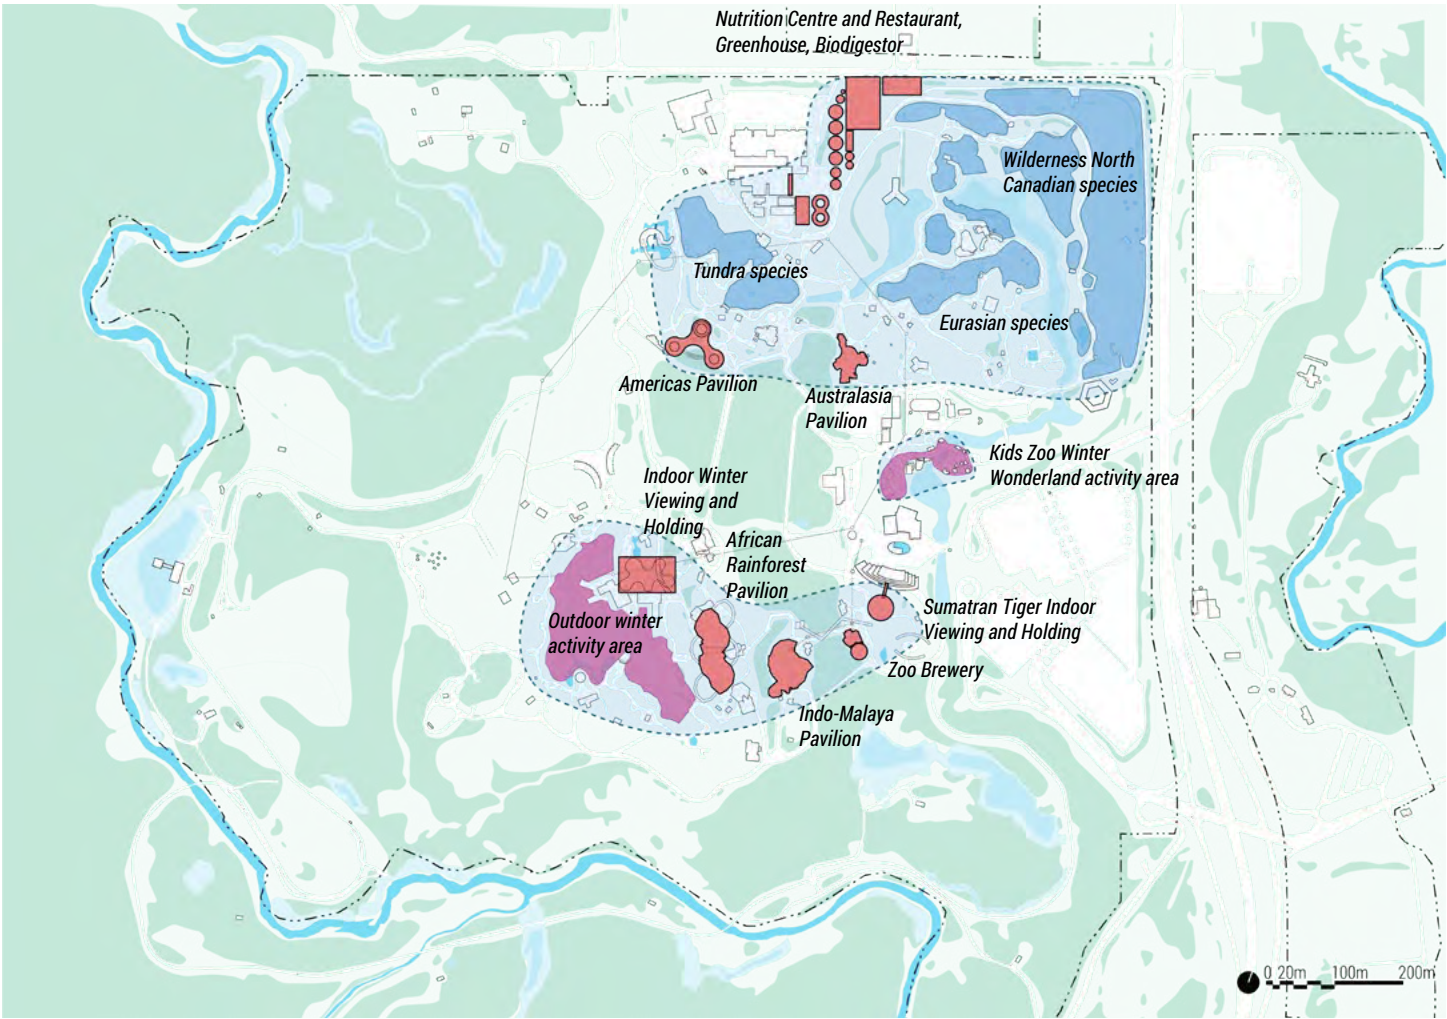 Nutrition Centre and Restaurant,
Greenhouse, Biodigestor
Wilderness North
Canadian species
Tundra species
Eurasian species
Americas Pavilion
Australasia
Pavilion
Kids Zoo Winter
Wonderland activity area
Indoor Winter
Viewing and
Holding
African
Rainforest
Pavilion
Outdoor winter
activity area
Sumatran Tiger Indoor
Viewing and Holding
Zoo Brewery
Indo-Malaya
Pavilion
0 20m 100m 200m